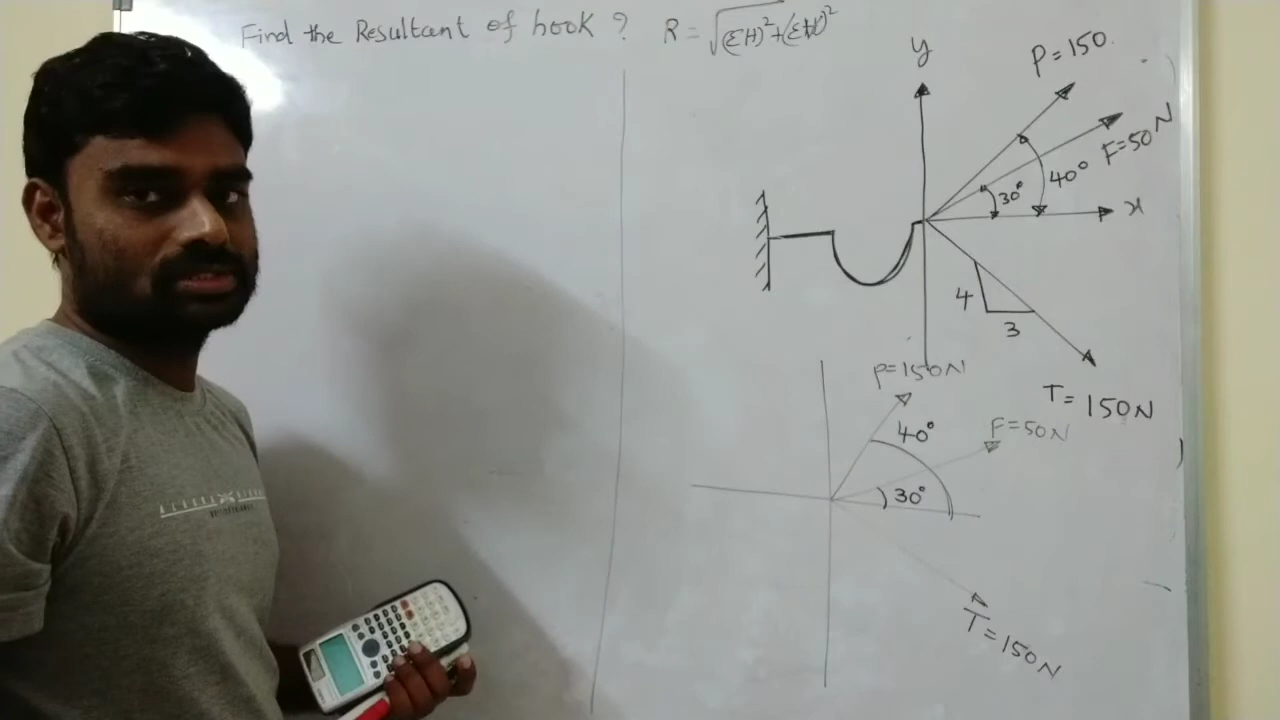 Find the Resultant of hook ? R = √(ΣH)²+(ΣV)²
y
P=150
F=50N
40°
30°
x
4
3
T=150N
P=150N
40°
F=50N
30°
T=150N